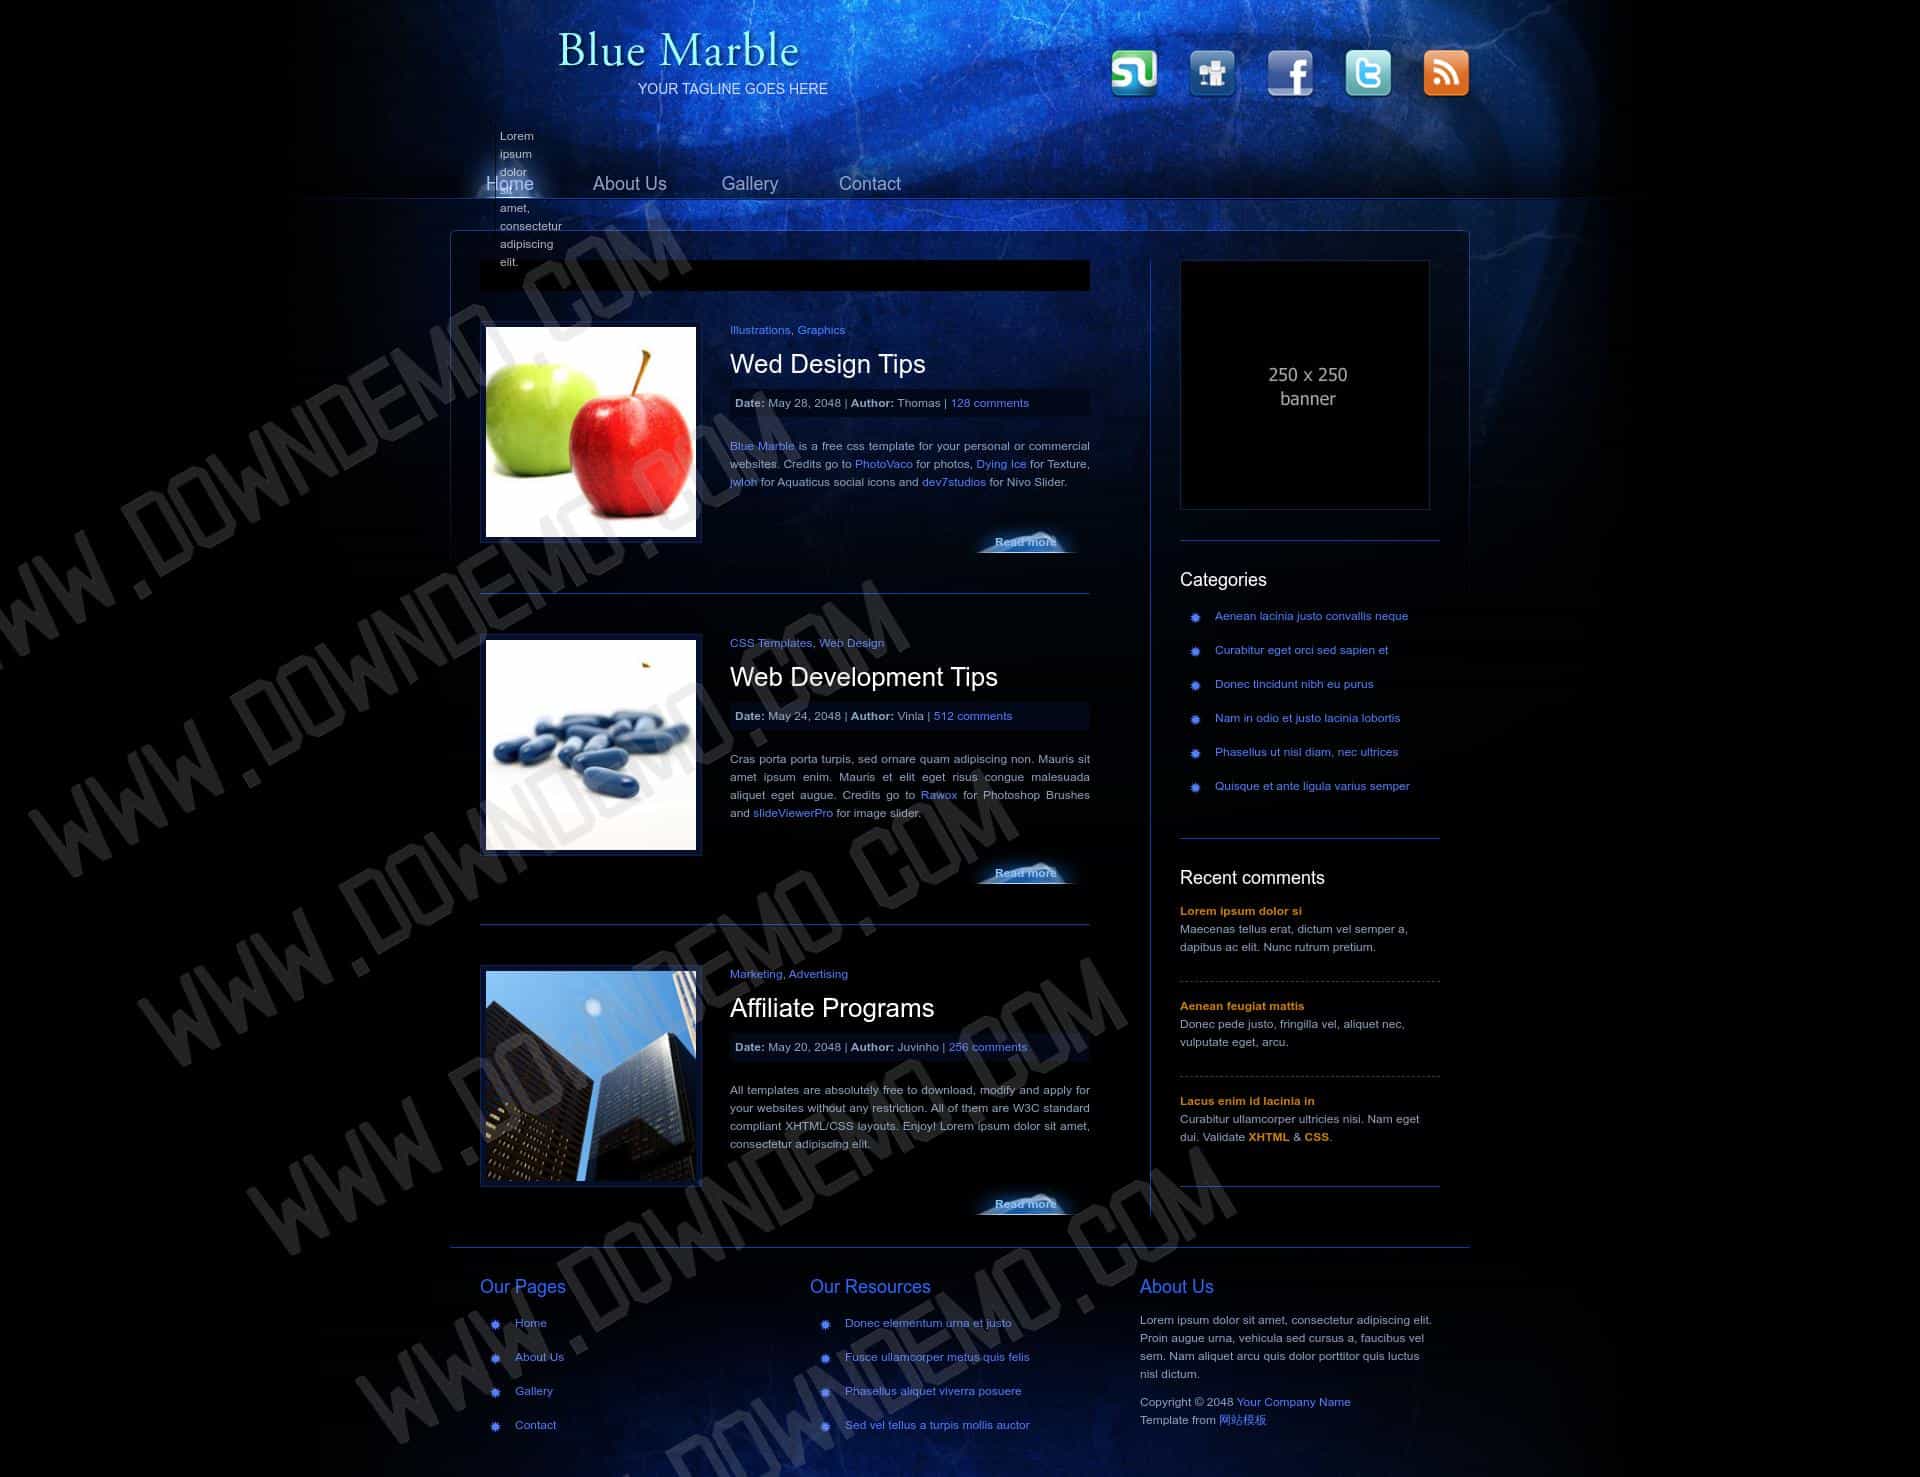 Blue Marble
YOUR TAGLINE GOES HERE
Lorem
ipsum
dolor
sit
amet,
consectetur
adipiscing
elit.
Home About Us Gallery Contact
Illustrations, Graphics
Wed Design Tips
Date: May 28, 2048 | Author: Thomas | 128 comments
Blue Marble is a free css template for your personal or commercial
websites. Credits go to PhotoVaco for photos, Dying Ice for Texture,
jwloh for Aquaticus social icons and dev7studios for Nivo Slider.
Read more
CSS Templates, Web Design
Web Development Tips
Date: May 24, 2048 | Author: Vinla | 512 comments
Cras porta porta turpis, sed ornare quam adipiscing non. Mauris sit
amet ipsum enim. Mauris et elit eget risus congue malesuada
aliquet eget augue. Credits go to Rawox for Photoshop Brushes
and slideViewerPro for image slider.
Read more
Marketing, Advertising
Affiliate Programs
Date: May 20, 2048 | Author: Juvinho | 256 comments
All templates are absolutely free to download, modify and apply for
your websites without any restriction. All of them are W3C standard
compliant XHTML/CSS layouts. Enjoy! Lorem ipsum dolor sit amet,
consectetur adipiscing elit.
Read more
250 x 250
banner
Categories
Aenean lacinia justo convallis neque
Curabitur eget orci sed sapien et
Donec tincidunt nibh eu purus
Nam in odio et justo lacinia lobortis
Phasellus ut nisl diam, nec ultrices
Quisque et ante ligula varius semper
Recent comments
Lorem ipsum dolor si
Maecenas tellus erat, dictum vel semper a,
dapibus ac elit. Nunc rutrum pretium.
Aenean feugiat mattis
Donec pede justo, fringilla vel, aliquet nec,
vulputate eget, arcu.
Lacus enim id lacinia in
Curabitur ullamcorper ultricies nisi. Nam eget
dui. Validate XHTML & CSS.
Our Pages
Home
About Us
Gallery
Contact
Our Resources
Donec elementum urna et justo
Fusce ullamcorper metus quis felis
Phasellus aliquet viverra posuere
Sed vel tellus a turpis mollis auctor
About Us
Lorem ipsum dolor sit amet, consectetur adipiscing elit.
Proin augue urna, vehicula sed cursus a, faucibus vel
sem. Nam aliquet arcu quis dolor porttitor quis luctus
nisl dictum.
Copyright © 2048 Your Company Name
Template from 网站模板
WWW.DOWNDEMO.COM
WWW.DOWNDEMO.COM
WWW.DOWNDEMO.COM
WWW.DOWNDEMO.COM
WWW.DOWNDEMO.COM
DOWNDEMO.COM